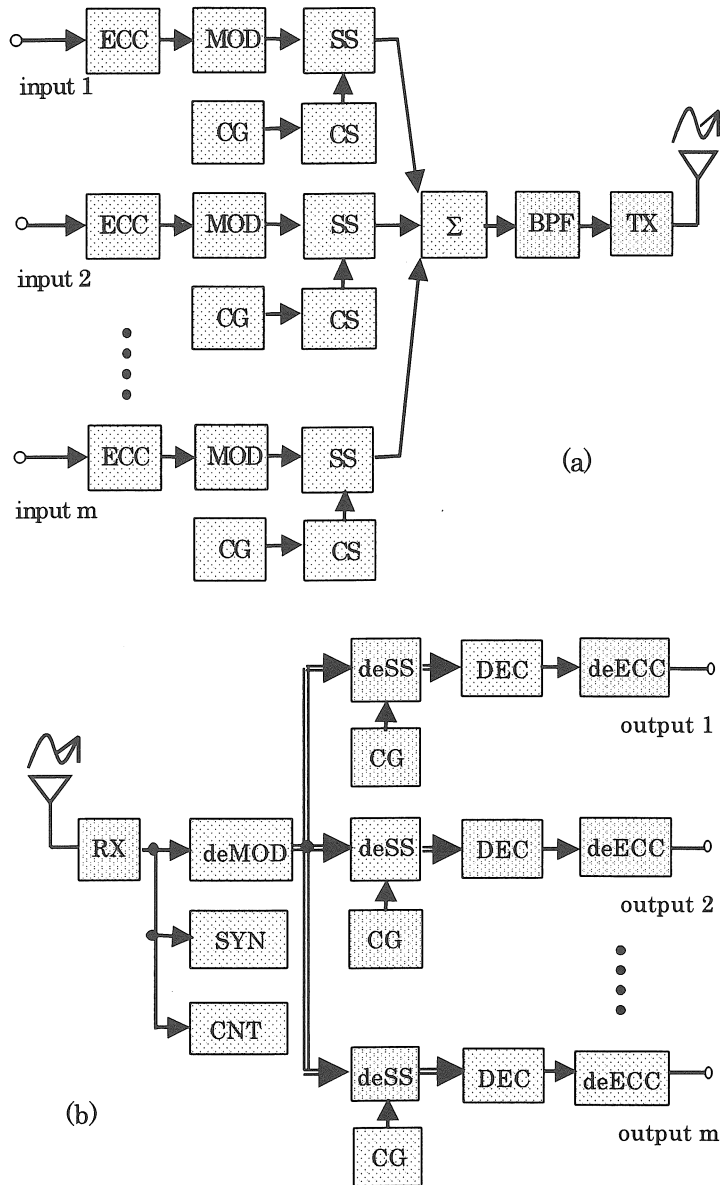 ECC MOD SS
input 1
CG CS
ECC MOD SS Σ BPF TX
input 2
CG CS
ECC MOD SS
(a)
input m
CG CS
deSS DEC deECC
output 1
CG
RX deMOD deSS DEC deECC
output 2
SYN CG
CNT
deSS DEC deECC
(b)
output m
CG